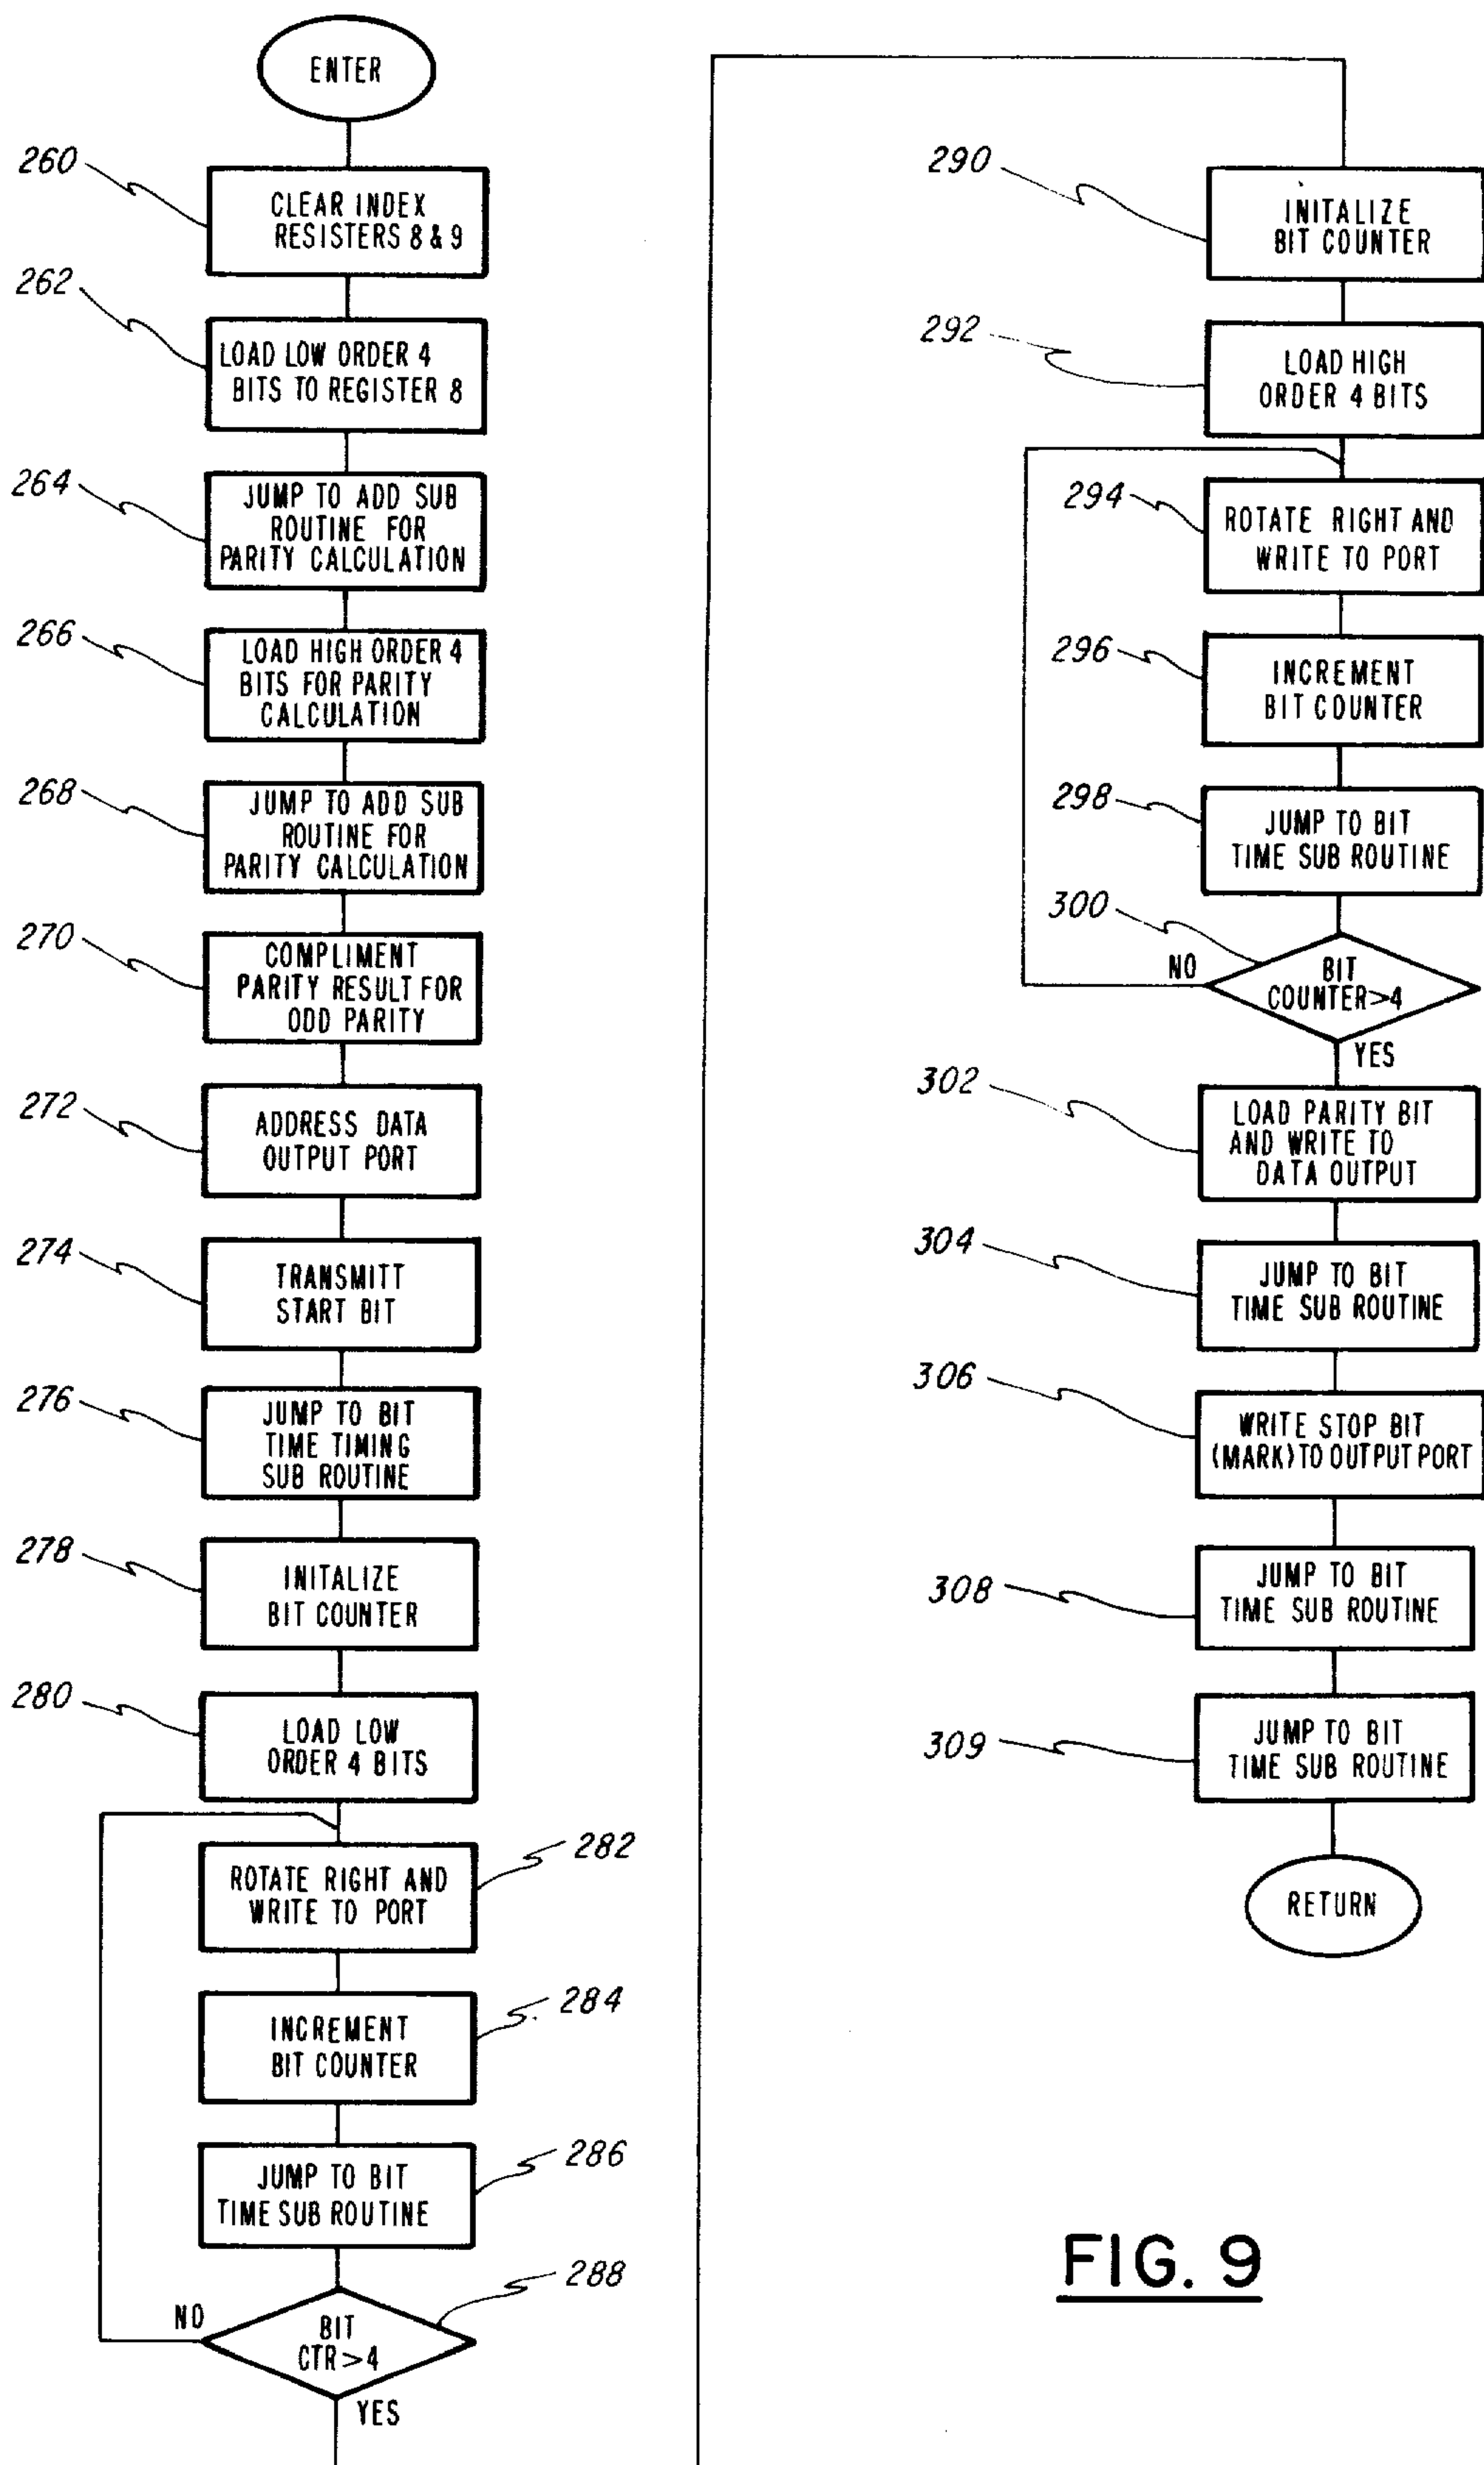 ENTER
260
CLEAR INDEX
RESISTERS 8 & 9
262
LOAD LOW ORDER 4
BITS TO REGISTER 8
264
JUMP TO ADD SUB
ROUTINE FOR
PARITY CALCULATION
266
LOAD HIGH ORDER 4
BITS FOR PARITY
CALCULATION
268
JUMP TO ADD SUB
ROUTINE FOR
PARITY CALCULATION
270
COMPLIMENT
PARITY RESULT FOR
ODD PARITY
272
ADDRESS DATA
OUTPUT PORT
274
TRANSMITT
START BIT
276
JUMP TO BIT
TIME TIMING
SUB ROUTINE
278
INITALIZE
BIT COUNTER
280
LOAD LOW
ORDER 4 BITS
282
ROTATE RIGHT AND
WRITE TO PORT
284
INCREMENT
BIT COUNTER
286
JUMP TO BIT
TIME SUB ROUTINE
288
NO
BIT
CTR > 4
YES
290
INITALIZE
BIT COUNTER
292
LOAD HIGH
ORDER 4 BITS
294
ROTATE RIGHT AND
WRITE TO PORT
296
INCREMENT
BIT COUNTER
298
JUMP TO BIT
TIME SUB ROUTINE
300
NO
BIT
COUNTER>4
YES
302
LOAD PARITY BIT
AND WRITE TO
DATA OUTPUT
304
JUMP TO BIT
TIME SUB ROUTINE
306
WRITE STOP BIT
(MARK) TO OUTPUT PORT
308
JUMP TO BIT
TIME SUB ROUTINE
309
JUMP TO BIT
TIME SUB ROUTINE
RETURN
FIG. 9